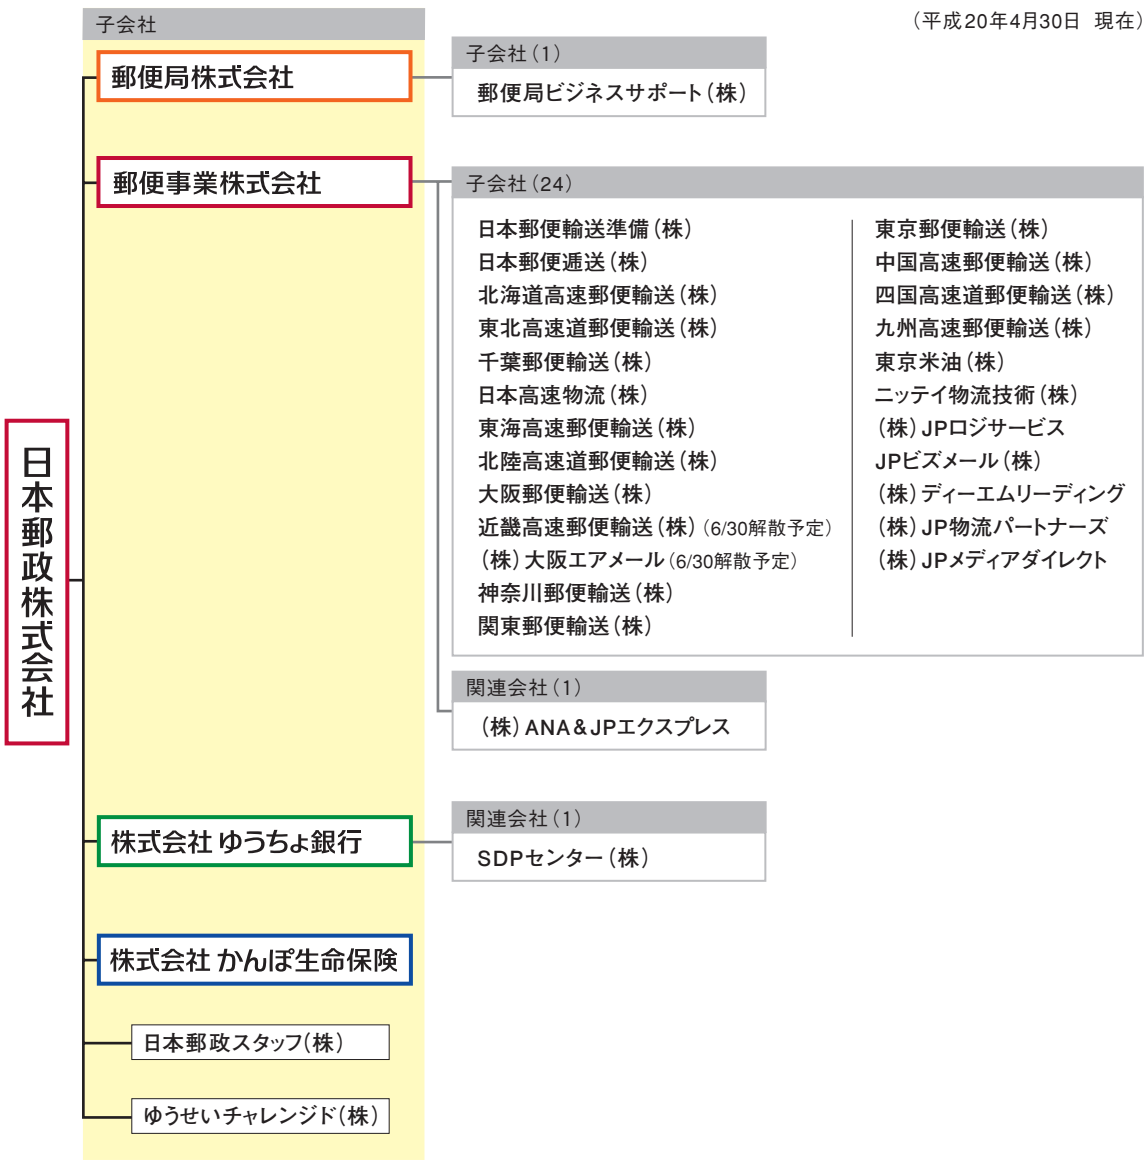 (平成20年4月30日 現在)
日本郵政株式会社
子会社
郵便局株式会社
子会社(1)
郵便局ビジネスサポート(株)
郵便事業株式会社
子会社(24)
日本郵便輸送準備(株)
日本郵便逓送(株)
北海道高速郵便輸送(株)
東北高速道郵便輸送(株)
千葉郵便輸送(株)
日本高速物流(株)
東海高速郵便輸送(株)
北陸高速道郵便輸送(株)
大阪郵便輸送(株)
近畿高速郵便輸送(株)(6/30解散予定)
(株)大阪エアメール(6/30解散予定)
神奈川郵便輸送(株)
関東郵便輸送(株)
東京郵便輸送(株)
中国高速郵便輸送(株)
四国高速道郵便輸送(株)
九州高速郵便輸送(株)
東京米油(株)
ニッテイ物流技術(株)
(株)JPロジサービス
JPビズメール(株)
(株)ディーエムリーディング
(株)JP物流パートナーズ
(株)JPメディアダイレクト
関連会社(1)
(株)ANA&JPエクスプレス
株式会社 ゆうちょ銀行
関連会社(1)
SDPセンター(株)
株式会社 かんぽ生命保険
日本郵政スタッフ(株)
ゆうせいチャレンジド(株)